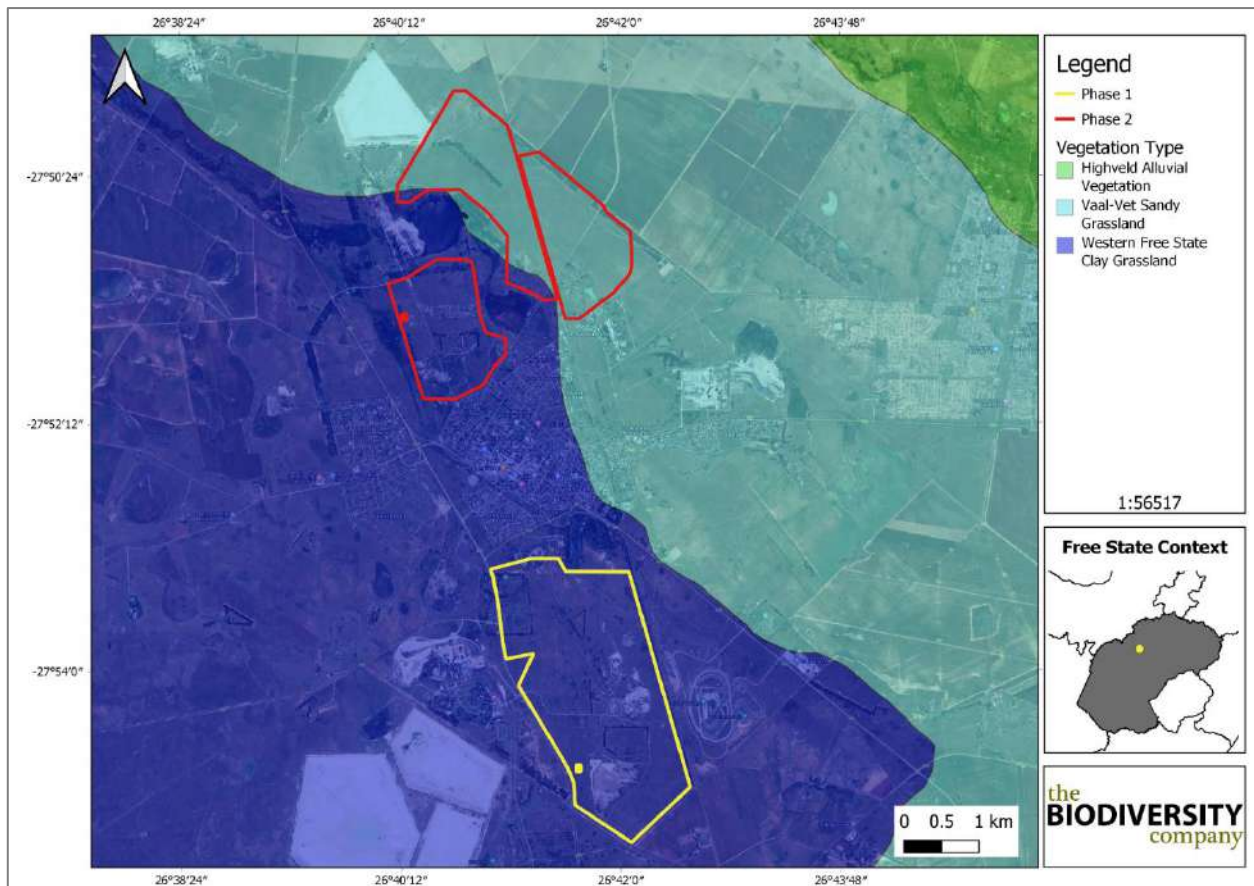 26°38′24″ 26°40′12″ 26°42′0″ 26°43′48″
-27°50′24″
-27°52′12″
-27°54′0″
26°38′24″ 26°40′12″ 26°42′0″ 26°43′48″
0 0.5 1 km
Legend
Phase 1
Phase 2
Vegetation Type
Highveld Alluvial
Vegetation
Vaal-Vet Sandy
Grassland
Western Free State
Clay Grassland
1:56517
Free State Context
the
BIODIVERSITY
company